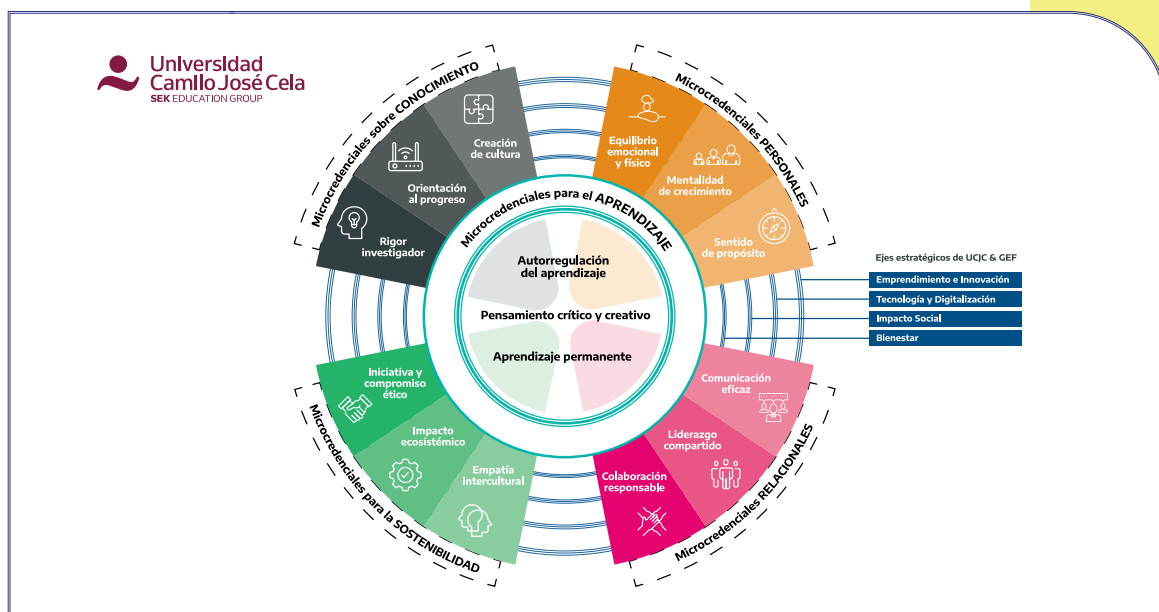 Universidad
Camilo José Cela
SEK EDUCATION GROUP
Microcredenciales sobre CONOCIMIENTO
Creación
de cultura
Orientación
al progreso
Rigor
investigador
Microcredenciales PERSONALES
Equilibrio
emocional
y físico
Mentalidad
de crecimiento
Sentido
de propósito
Microcredenciales para el APRENDIZAJE
Autorregulación
del aprendizaje
Pensamiento crítico y creativo
Aprendizaje permanente
Ejes estratégicos de UCJC & GEF
Emprendimiento e Innovación
Tecnología y Digitalización
Impacto Social
Bienestar
Iniciativa y
compromiso
ético
Impacto
ecosistémico
Empatía
intercultural
Microcredenciales para la SOSTENIBILIDAD
Comunicación
eficaz
Liderazgo
compartido
Colaboración
responsable
Microcredenciales RELACIONALES